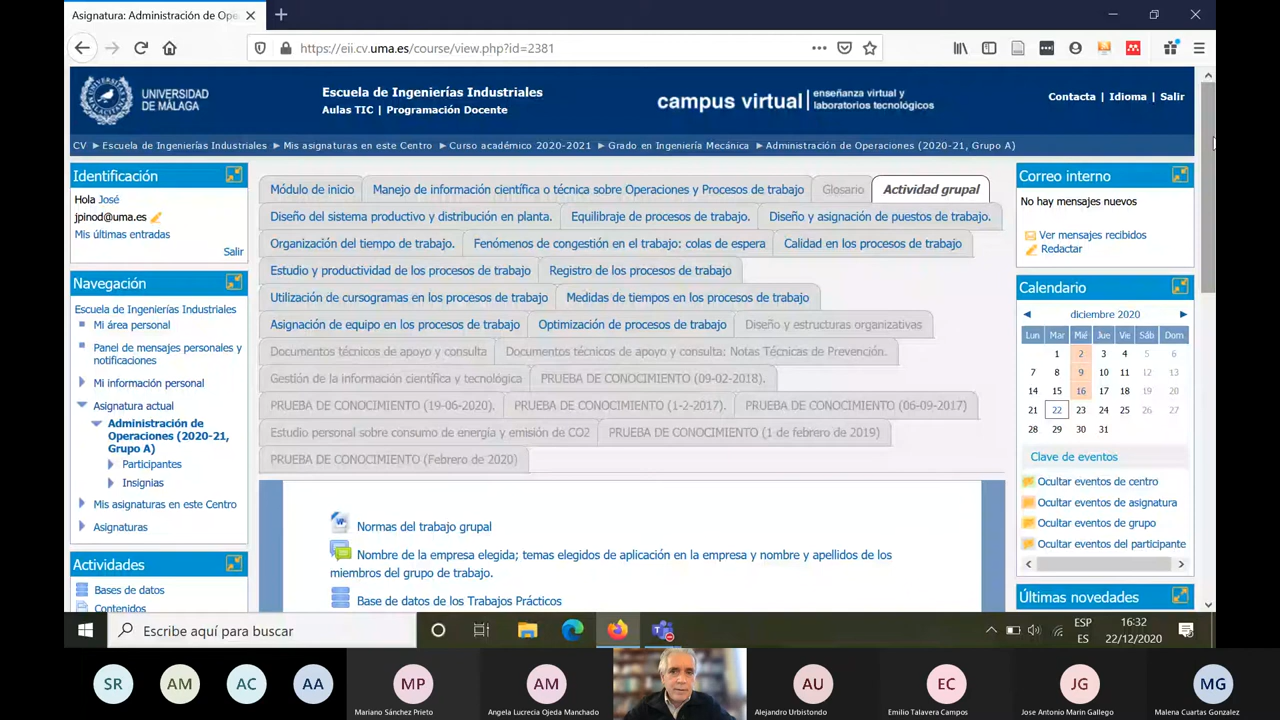 Asignatura: Administración de Ope
https://eii.cv.uma.es/course/view.php?id=2381
UNIVERSIDAD
DE MÁLAGA
Escuela de Ingenierías Industriales
Aulas TIC | Programación Docente
campus virtual
enseñanza virtual y
laboratorios tecnológicos
Contacta | Idioma | Salir
CV ► Escuela de Ingenierías Industriales ► Mis asignaturas en este Centro ► Curso académico 2020-2021 ► Grado en Ingeniería Mecánica ► Administración de Operaciones (2020-21, Grupo A)
Identificación
Hola José
jpinod@uma.es
Mis últimas entradas
Salir
Navegación
Escuela de Ingenierías Industriales
Mi área personal
Panel de mensajes personales y
notificaciones
Mi información personal
Asignatura actual
Administración de
Operaciones (2020-21,
Grupo A)
Participantes
Insignias
Mis asignaturas en este Centro
Asignaturas
Actividades
Bases de datos
Contenidos
Módulo de inicio
Manejo de información científica o técnica sobre Operaciones y Procesos de trabajo
Glosario
Actividad grupal
Diseño del sistema productivo y distribución en planta.
Equilibraje de procesos de trabajo.
Diseño y asignación de puestos de trabajo.
Organización del tiempo de trabajo.
Fenómenos de congestión en el trabajo: colas de espera
Calidad en los procesos de trabajo
Estudio y productividad de los procesos de trabajo
Registro de los procesos de trabajo
Utilización de cursogramas en los procesos de trabajo
Medidas de tiempos en los procesos de trabajo
Asignación de equipo en los procesos de trabajo
Optimización de procesos de trabajo
Diseño y estructuras organizativas
Documentos técnicos de apoyo y consulta
Documentos técnicos de apoyo y consulta: Notas Técnicas de Prevención.
Gestión de la información científica y tecnológica
PRUEBA DE CONOCIMIENTO (09-02-2018).
PRUEBA DE CONOCIMIENTO (19-06-2020).
PRUEBA DE CONOCIMIENTO (1-2-2017).
PRUEBA DE CONOCIMIENTO (06-09-2017)
Estudio personal sobre consumo de energía y emisión de CO2
PRUEBA DE CONOCIMIENTO (1 de febrero de 2019)
PRUEBA DE CONOCIMIENTO (Febrero de 2020)
Normas del trabajo grupal
Nombre de la empresa elegida; temas elegidos de aplicación en la empresa y nombre y apellidos de los
miembros del grupo de trabajo.
Base de datos de los Trabajos Prácticos
Correo interno
No hay mensajes nuevos
Ver mensajes recibidos
Redactar
Calendario
◄ diciembre 2020 ►
Lun Mar Mié Jue Vie Sáb Dom
1 2 3 4 5 6
7 8 9 10 11 12 13
14 15 16 17 18 19 20
21 22 23 24 25 26 27
28 29 30 31
Clave de eventos
Ocultar eventos de centro
Ocultar eventos de asignatura
Ocultar eventos de grupo
Ocultar eventos del participante
Últimas novedades
Escribe aquí para buscar
ESP
ES
16:32
22/12/2020
SR
AM
AC
AA
MP
Mariano Sánchez Prieto
AM
Angela Lucrecia Ojeda Manchado
AU
Alejandro Urbistondo
EC
Emilio Talavera Campos
JG
Jose Antonio Marin Gallego
MG
Malena Cuartas Gonzalez